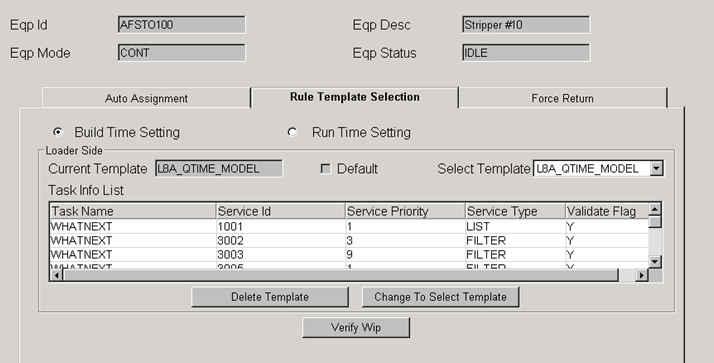 Eqp Id AFSTO100 Eqp Desc Stripper #10
Eqp Mode CONT Eqp Status IDLE
Auto Assignment Rule Template Selection Force Return
Build Time Setting Run Time Setting
Loader Side
Current Template L8A_QTIME_MODEL Default Select Template L8A_QTIME_MODEL
Task Info List
Task Name Service Id Service Priority Service Type Validate Flag
WHATNEXT 1001 1 LIST Y
WHATNEXT 3002 3 FILTER Y
WHATNEXT 3003 9 FILTER Y
WHATNEXT 3005 1 FILTER Y
Delete Template Change To Select Template
Verify Wip